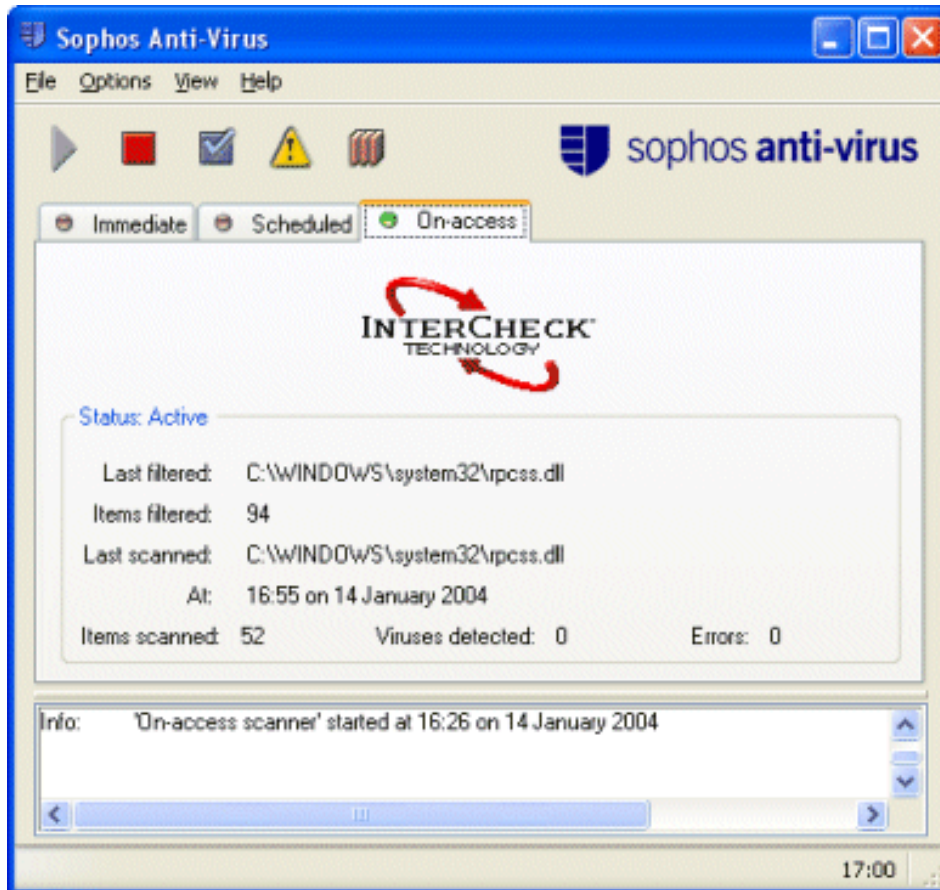 Sophos Anti-Virus
File Options View Help
sophos anti-virus
Immediate Scheduled On-access
INTERCHECK
TECHNOLOGY
Status: Active
Last filtered: C:\WINDOWS\system32\rpcss.dll
Items filtered: 94
Last scanned: C:\WINDOWS\system32\rpcss.dll
At: 16:55 on 14 January 2004
Items scanned: 52 Viruses detected: 0 Errors: 0
Info: 'On-access scanner' started at 16:26 on 14 January 2004
17:00